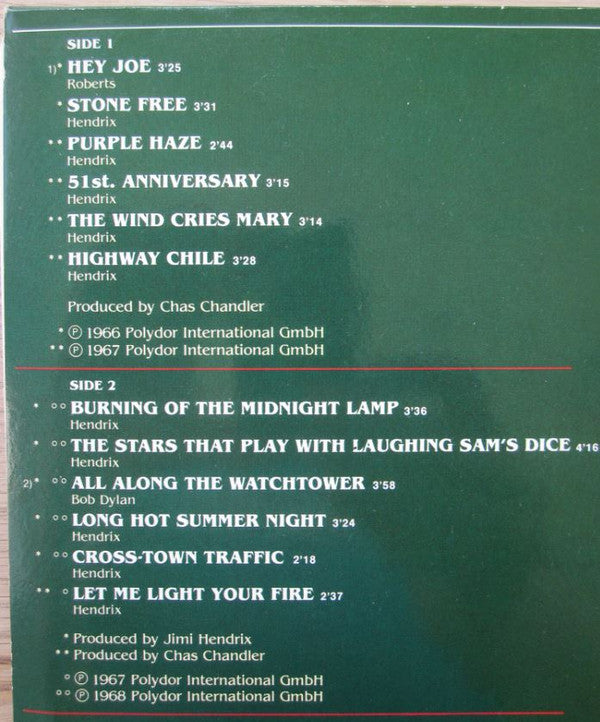 SIDE 1
1)* HEY JOE 3'25
Roberts
* STONE FREE 3'31
Hendrix
** PURPLE HAZE 2'44
Hendrix
** 51st. ANNIVERSARY 3'15
Hendrix
** THE WIND CRIES MARY 3'14
Hendrix
** HIGHWAY CHILE 3'28
Hendrix
Produced by Chas Chandler
* ℗ 1966 Polydor International GmbH
** ℗ 1967 Polydor International GmbH
SIDE 2
* °° BURNING OF THE MIDNIGHT LAMP 3'36
Hendrix
* °° THE STARS THAT PLAY WITH LAUGHING SAM'S DICE 4'16
Hendrix
2)* °° ALL ALONG THE WATCHTOWER 3'58
Bob Dylan
* °° LONG HOT SUMMER NIGHT 3'24
Hendrix
* °° CROSS-TOWN TRAFFIC 2'18
Hendrix
** ° LET ME LIGHT YOUR FIRE 2'37
Hendrix
* Produced by Jimi Hendrix
** Produced by Chas Chandler
° ℗ 1967 Polydor International GmbH
°° ℗ 1968 Polydor International GmbH